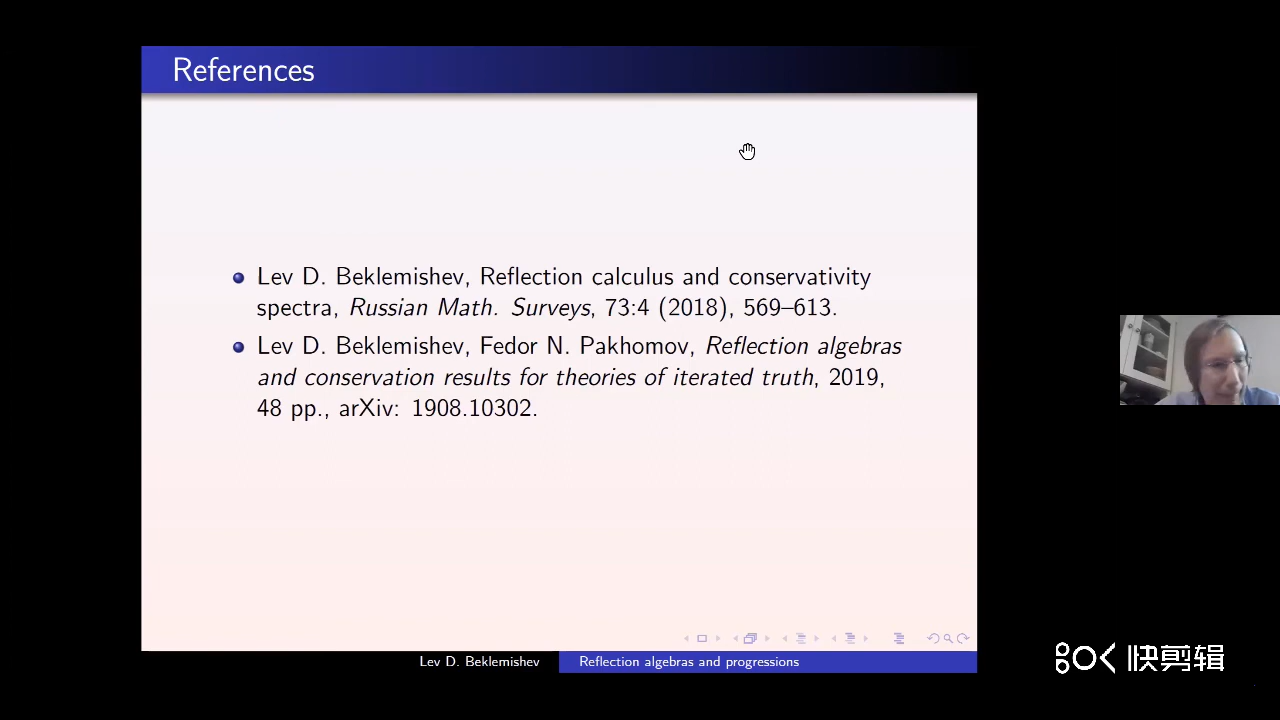 References
Lev D. Beklemishev, Reflection calculus and conservativity
spectra, Russian Math. Surveys, 73:4 (2018), 569–613.
Lev D. Beklemishev, Fedor N. Pakhomov, Reflection algebras
and conservation results for theories of iterated truth, 2019,
48 pp., arXiv: 1908.10302.
Lev D. Beklemishev
Reflection algebras and progressions
快剪辑